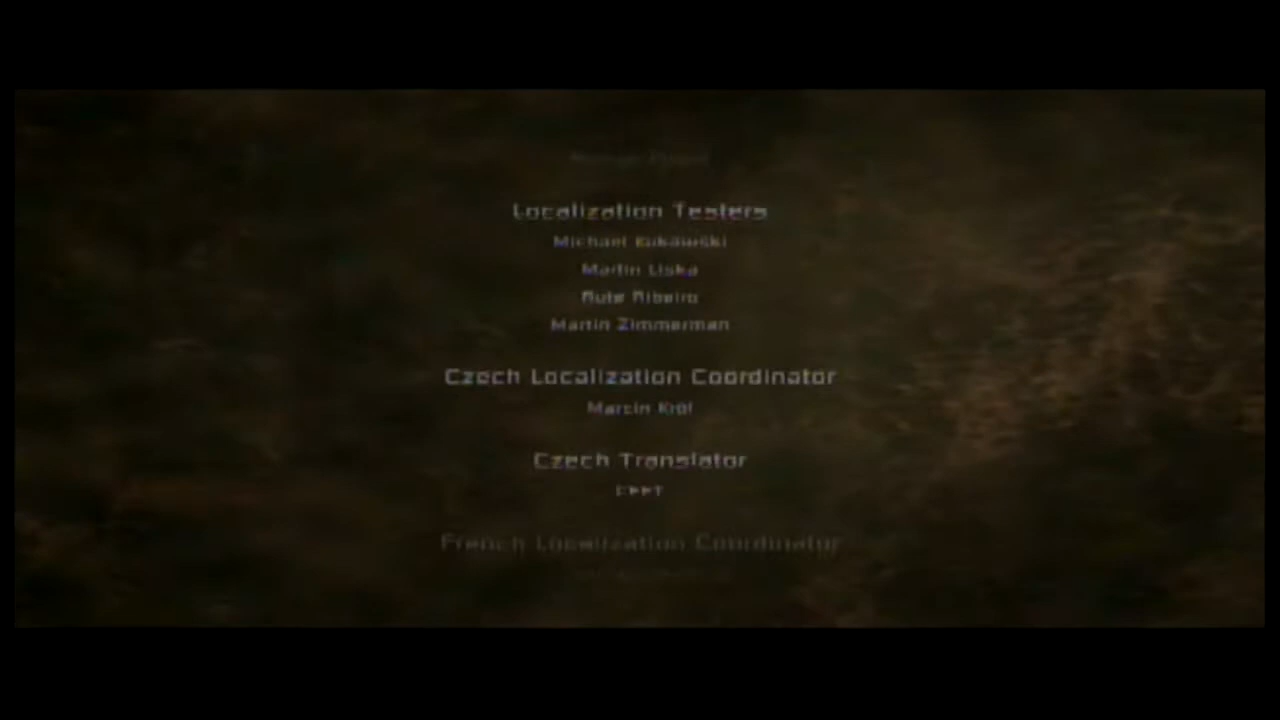 Localization Testers
Michael
Martin Liska
Rute Ribeiro
Martin Zimmerman
Czech Localization Coordinator
Marcin Król
Czech Translator
French Localization Coordinator